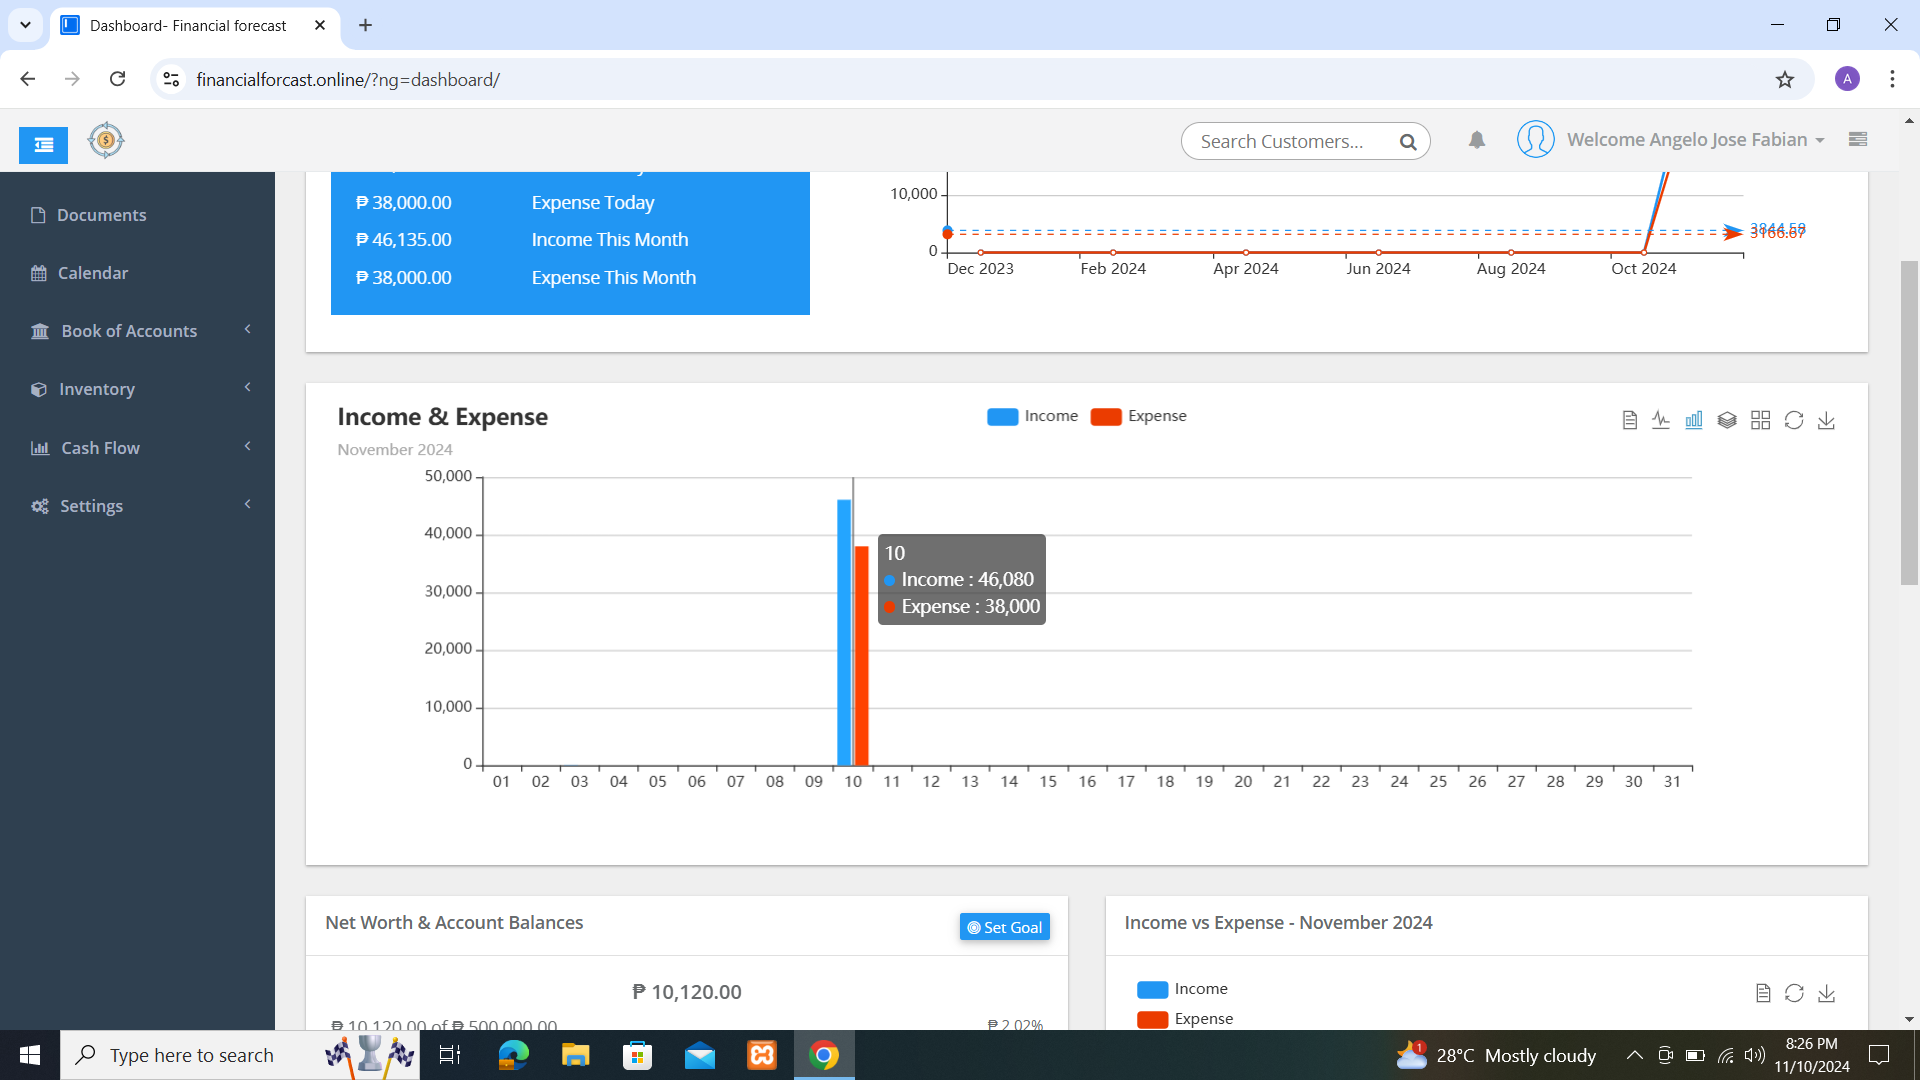 Dashboard- Financial forecast
financialforcast.online/?ng=dashboard/
A
Search Customers...
Welcome Angelo Jose Fabian
Documents
Calendar
Book of Accounts
Inventory
Cash Flow
Settings
₱ 38,000.00 Expense Today
₱ 46,135.00 Income This Month
₱ 38,000.00 Expense This Month
10,000
0
3844.58
3166.67
Dec 2023 Feb 2024 Apr 2024 Jun 2024 Aug 2024 Oct 2024
Income & Expense
November 2024
Income Expense
50,000
40,000
30,000
20,000
10,000
0
10
Income : 46,080
Expense : 38,000
01 02 03 04 05 06 07 08 09 10 11 12 13 14 15 16 17 18 19 20 21 22 23 24 25 26 27 28 29 30 31
Net Worth & Account Balances
Set Goal
₱ 10,120.00
₱ 10,120.00 of ₱ 500,000.00
₱ 2.02%
Income vs Expense - November 2024
Income
Expense
Type here to search
1
28°C Mostly cloudy
8:26 PM
11/10/2024